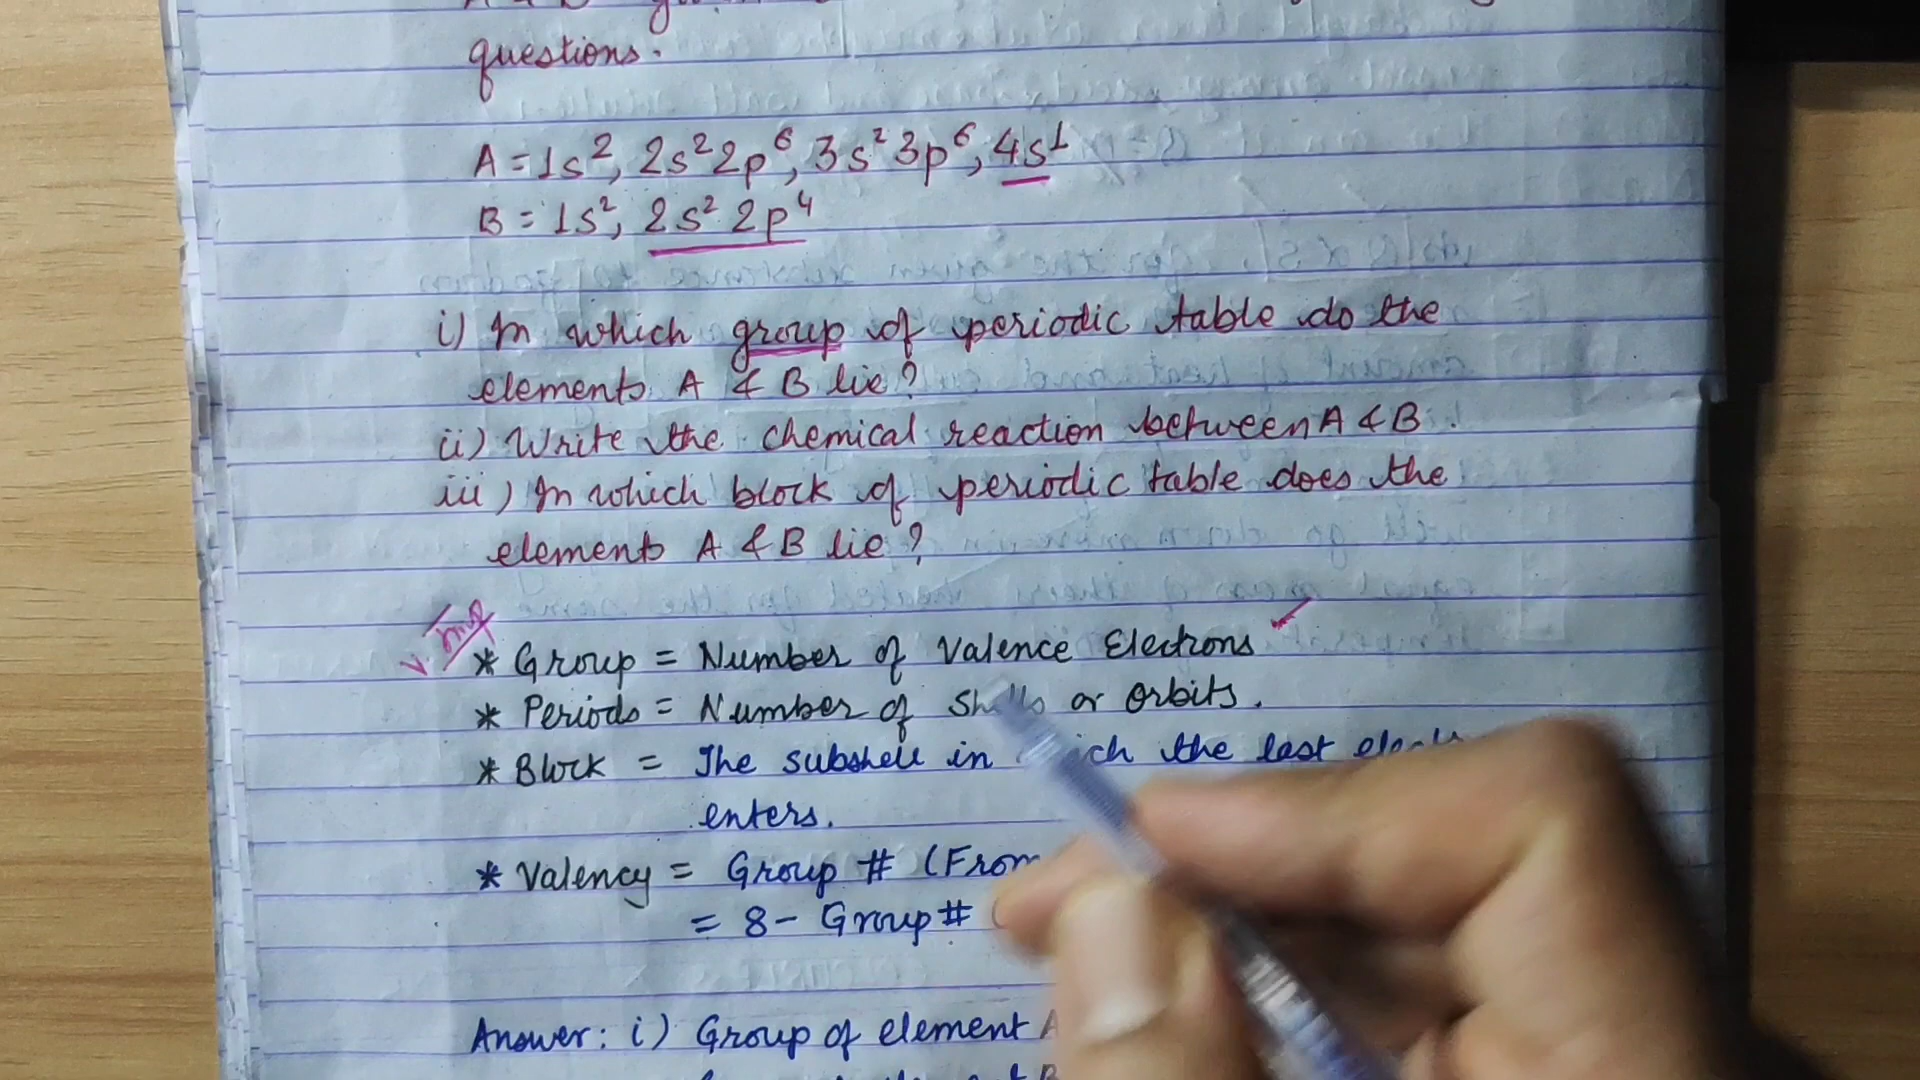 questions.
A = 1s², 2s² 2p⁶, 3s² 3p⁶, 4s¹
B = 1s², 2s² 2p⁴
i) In which group of periodic table do the
elements A & B lie?
ii) Write the chemical reaction between A & B.
iii) In which block of periodic table does the
elements A & B lie?
V. Imp
* Group = Number of Valence Electrons
* Periods = Number of Shells or Orbits.
* Block = The subshell in which the last
enters.
* Valency = Group # (From
= 8 - Group #
Answer: i) Group of element A